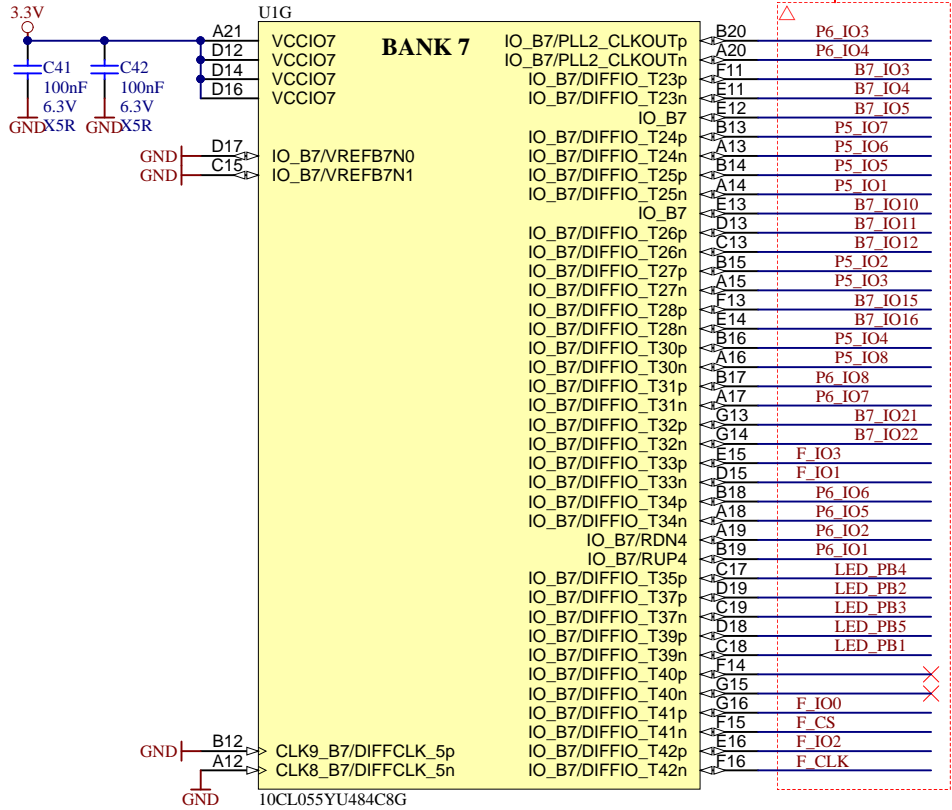 3.3V
U1G
BANK 7
A21 VCCIO7
D12 VCCIO7
D14 VCCIO7
D16 VCCIO7
C41
100nF
6.3V
X5R
GND
C42
100nF
6.3V
X5R
GND
GND D17 IO_B7/VREFB7N0
GND C15 IO_B7/VREFB7N1
IO_B7/PLL2_CLKOUTp B20 P6_IO3
IO_B7/PLL2_CLKOUTn A20 P6_IO4
IO_B7/DIFFIO_T23p F11 B7_IO3
IO_B7/DIFFIO_T23n E11 B7_IO4
IO_B7 E12 B7_IO5
IO_B7/DIFFIO_T24p B13 P5_IO7
IO_B7/DIFFIO_T24n A13 P5_IO6
IO_B7/DIFFIO_T25p B14 P5_IO5
IO_B7/DIFFIO_T25n A14 P5_IO1
IO_B7 E13 B7_IO10
IO_B7/DIFFIO_T26p D13 B7_IO11
IO_B7/DIFFIO_T26n C13 B7_IO12
IO_B7/DIFFIO_T27p B15 P5_IO2
IO_B7/DIFFIO_T27n A15 P5_IO3
IO_B7/DIFFIO_T28p F13 B7_IO15
IO_B7/DIFFIO_T28n E14 B7_IO16
IO_B7/DIFFIO_T30p B16 P5_IO4
IO_B7/DIFFIO_T30n A16 P5_IO8
IO_B7/DIFFIO_T31p B17 P6_IO8
IO_B7/DIFFIO_T31n A17 P6_IO7
IO_B7/DIFFIO_T32p G13 B7_IO21
IO_B7/DIFFIO_T32n G14 B7_IO22
IO_B7/DIFFIO_T33p E15 F_IO3
IO_B7/DIFFIO_T33n D15 F_IO1
IO_B7/DIFFIO_T34p B18 P6_IO6
IO_B7/DIFFIO_T34n A18 P6_IO5
IO_B7/RDN4 A19 P6_IO2
IO_B7/RUP4 B19 P6_IO1
IO_B7/DIFFIO_T35p C17 LED_PB4
IO_B7/DIFFIO_T37p D19 LED_PB2
IO_B7/DIFFIO_T37n C19 LED_PB3
IO_B7/DIFFIO_T39p D18 LED_PB5
IO_B7/DIFFIO_T39n C18 LED_PB1
IO_B7/DIFFIO_T40p F14
IO_B7/DIFFIO_T40n G15
IO_B7/DIFFIO_T41p G16 F_IO0
IO_B7/DIFFIO_T41n F15 F_CS
IO_B7/DIFFIO_T42p E16 F_IO2
IO_B7/DIFFIO_T42n F16 F_CLK
GND B12 CLK9_B7/DIFFCLK_5p
A12 CLK8_B7/DIFFCLK_5n
GND
10CL055YU484C8G